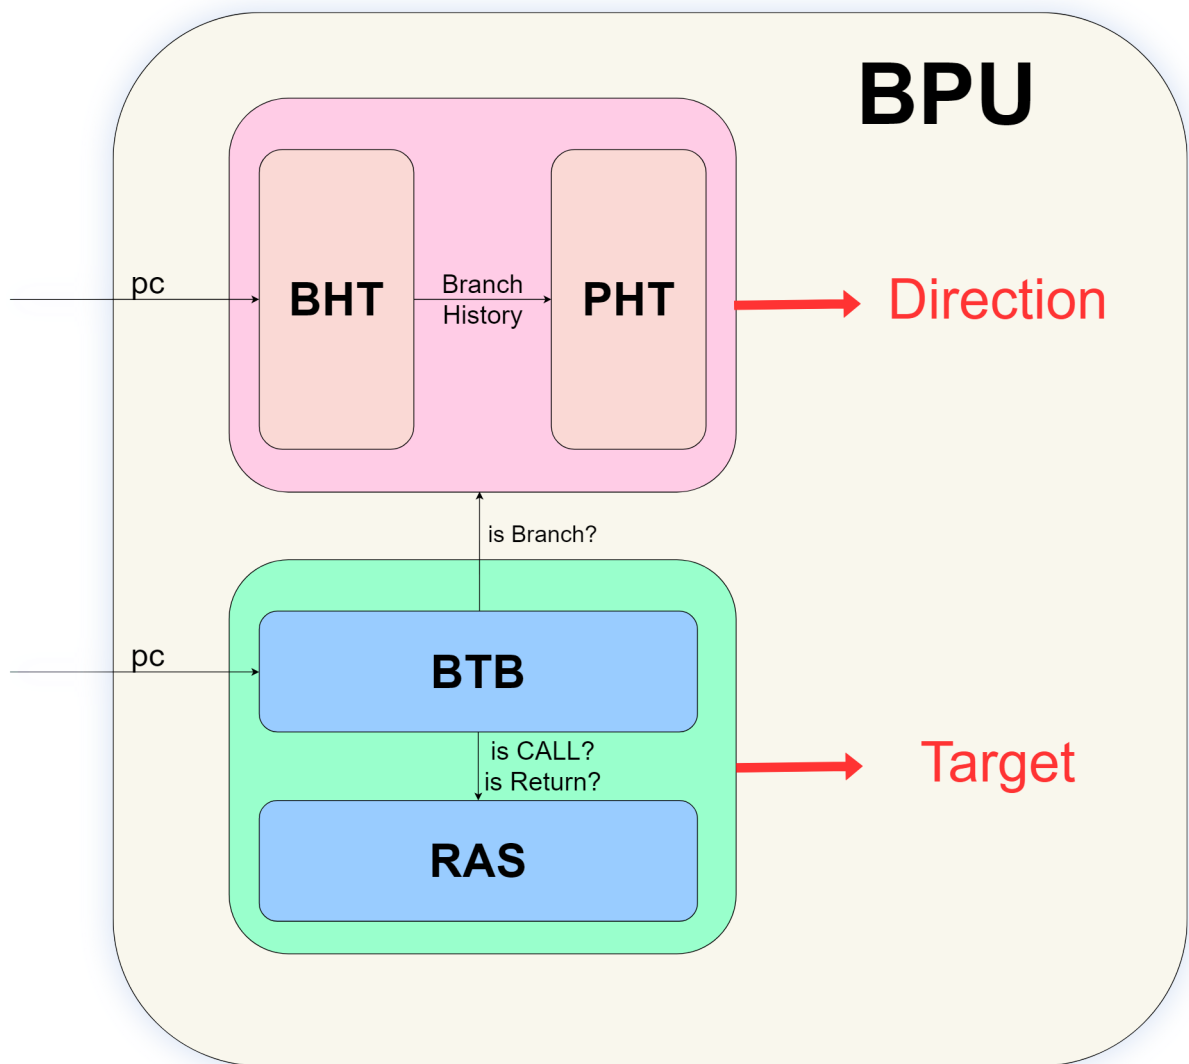 BPU
pc
BHT
Branch
History
PHT
Direction
is Branch?
pc
BTB
is CALL?
is Return?
Target
RAS